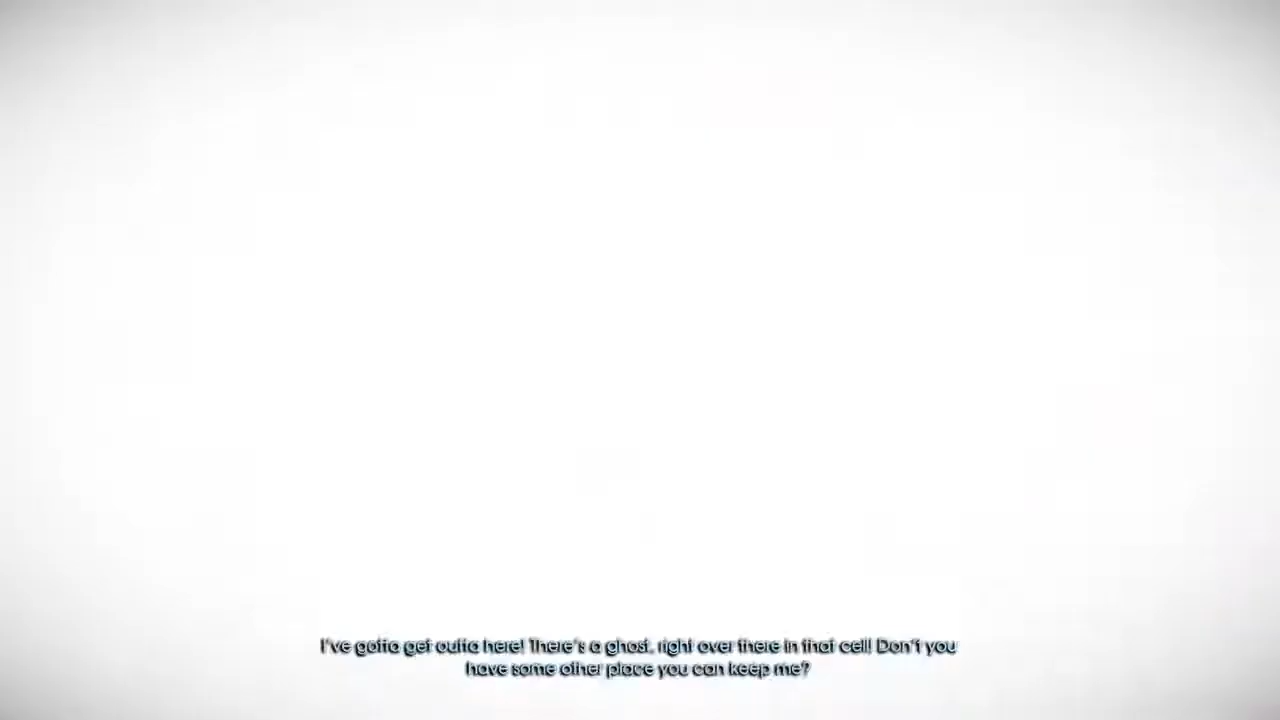 I've gotta get outta here! There's a ghost, right over there in that cell! Don't you
have some other place you can keep me?